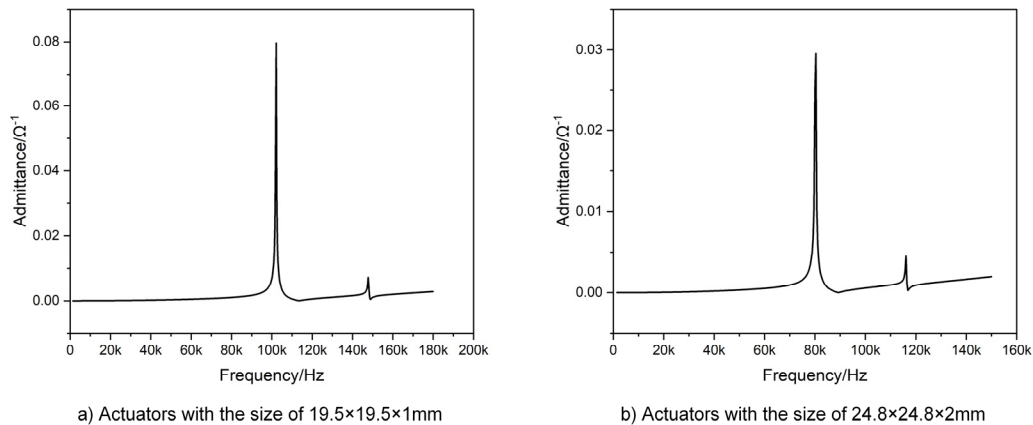 0.08
0.06
0.04
0.02
0.00
Admittance/Ω⁻¹
0 20k 40k 60k 80k 100k 120k 140k 160k 180k 200k
Frequency/Hz
a) Actuators with the size of 19.5×19.5×1mm
0.03
0.02
0.01
0.00
Admittance/Ω⁻¹
0 20k 40k 60k 80k 100k 120k 140k 160k
Frequency/Hz
b) Actuators with the size of 24.8×24.8×2mm